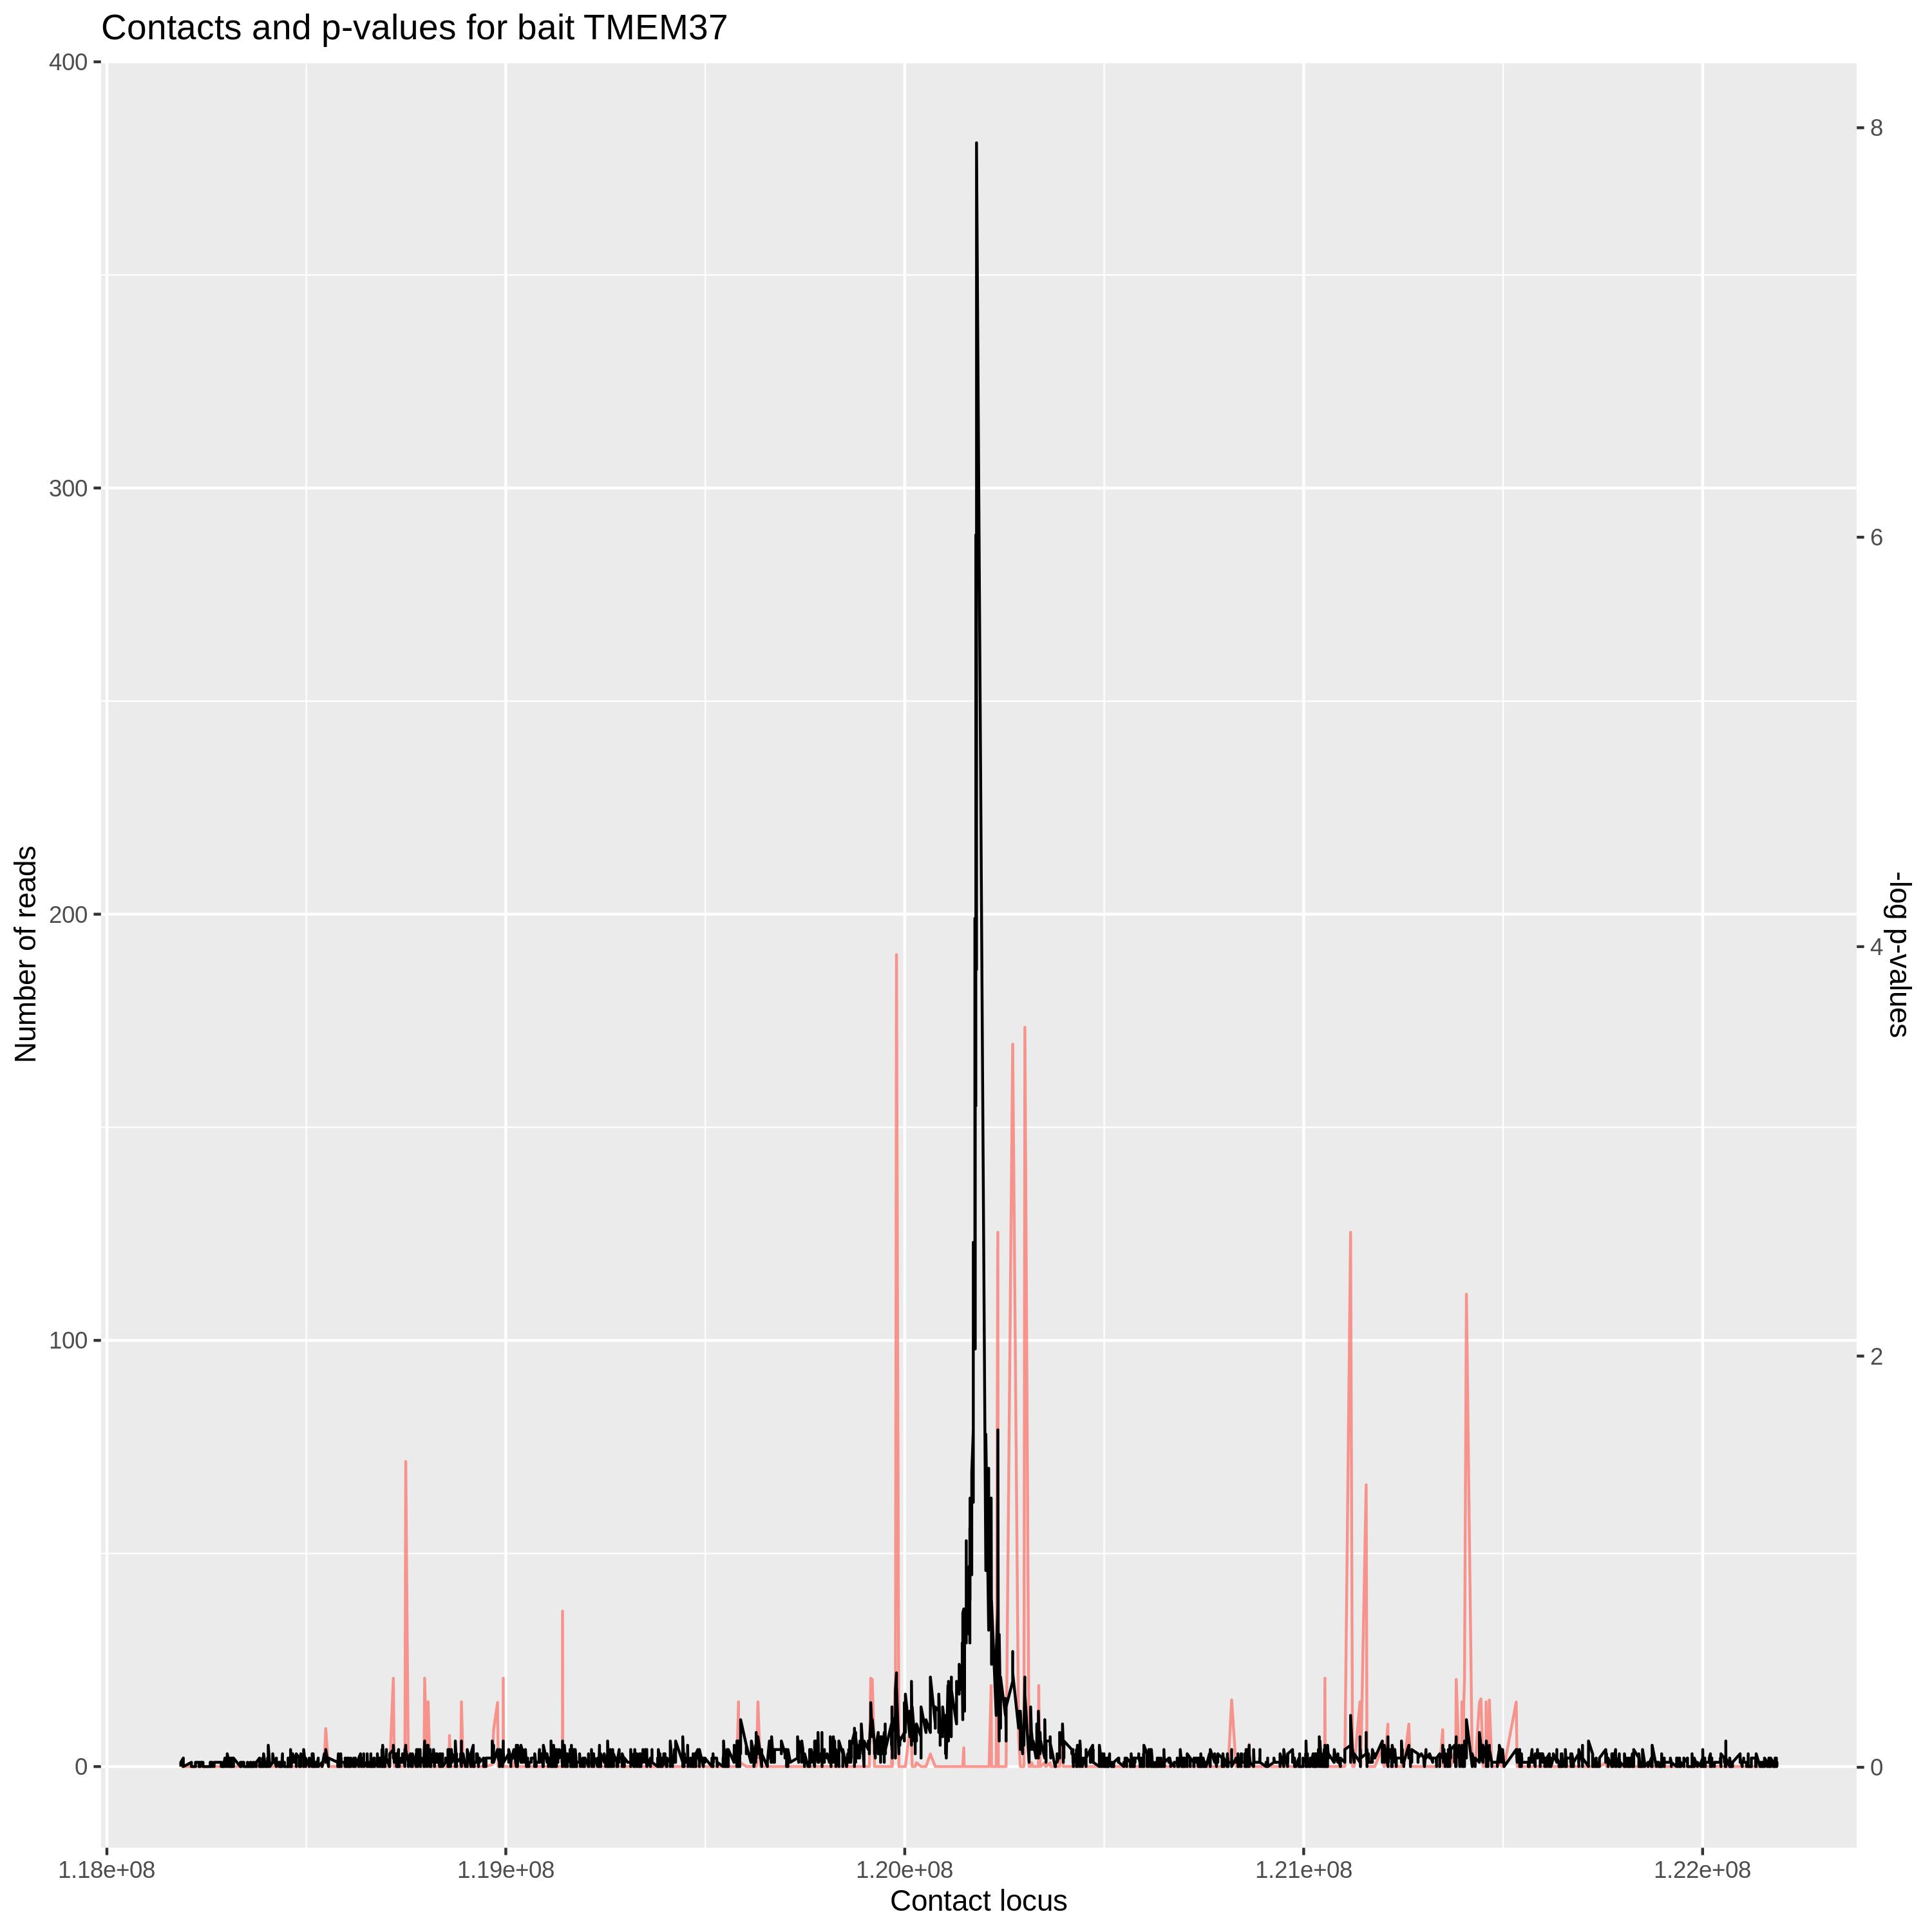 Contacts and p-values for bait TMEM37
400
300
200
100
0
Number of reads
8
6
4
2
0
-log p-values
1.18e+08
1.19e+08
1.20e+08
1.21e+08
1.22e+08
Contact locus